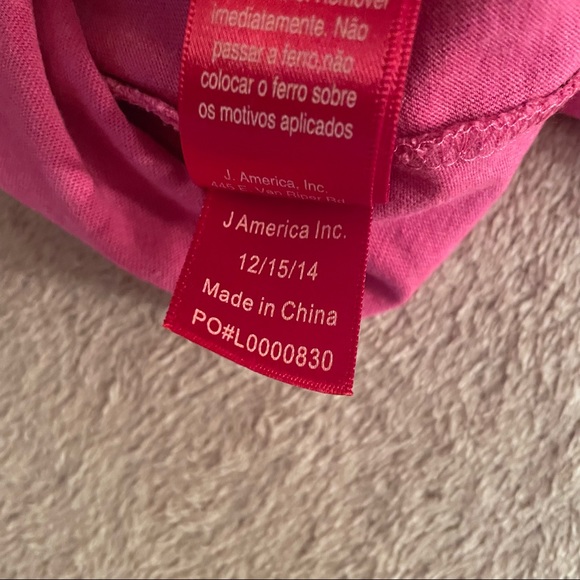 Remover
imediatamente. Não
passar a ferro,não
colocar o ferro sobre
os motivos aplicados
J. America, Inc.
J America Inc.
12/15/14
Made in China
PO#L0000830